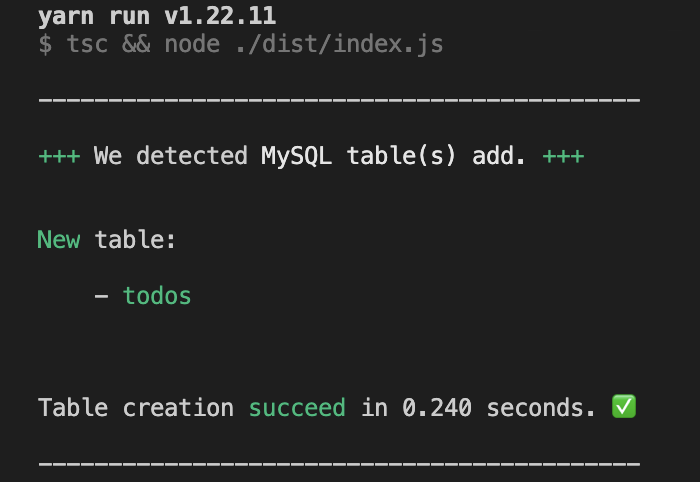 yarn run v1.22.11
$ tsc && node ./dist/index.js
-------------------------------------------
+++ We detected MySQL table(s) add. +++
New table:
- todos
Table creation succeed in 0.240 seconds. ✅
-------------------------------------------